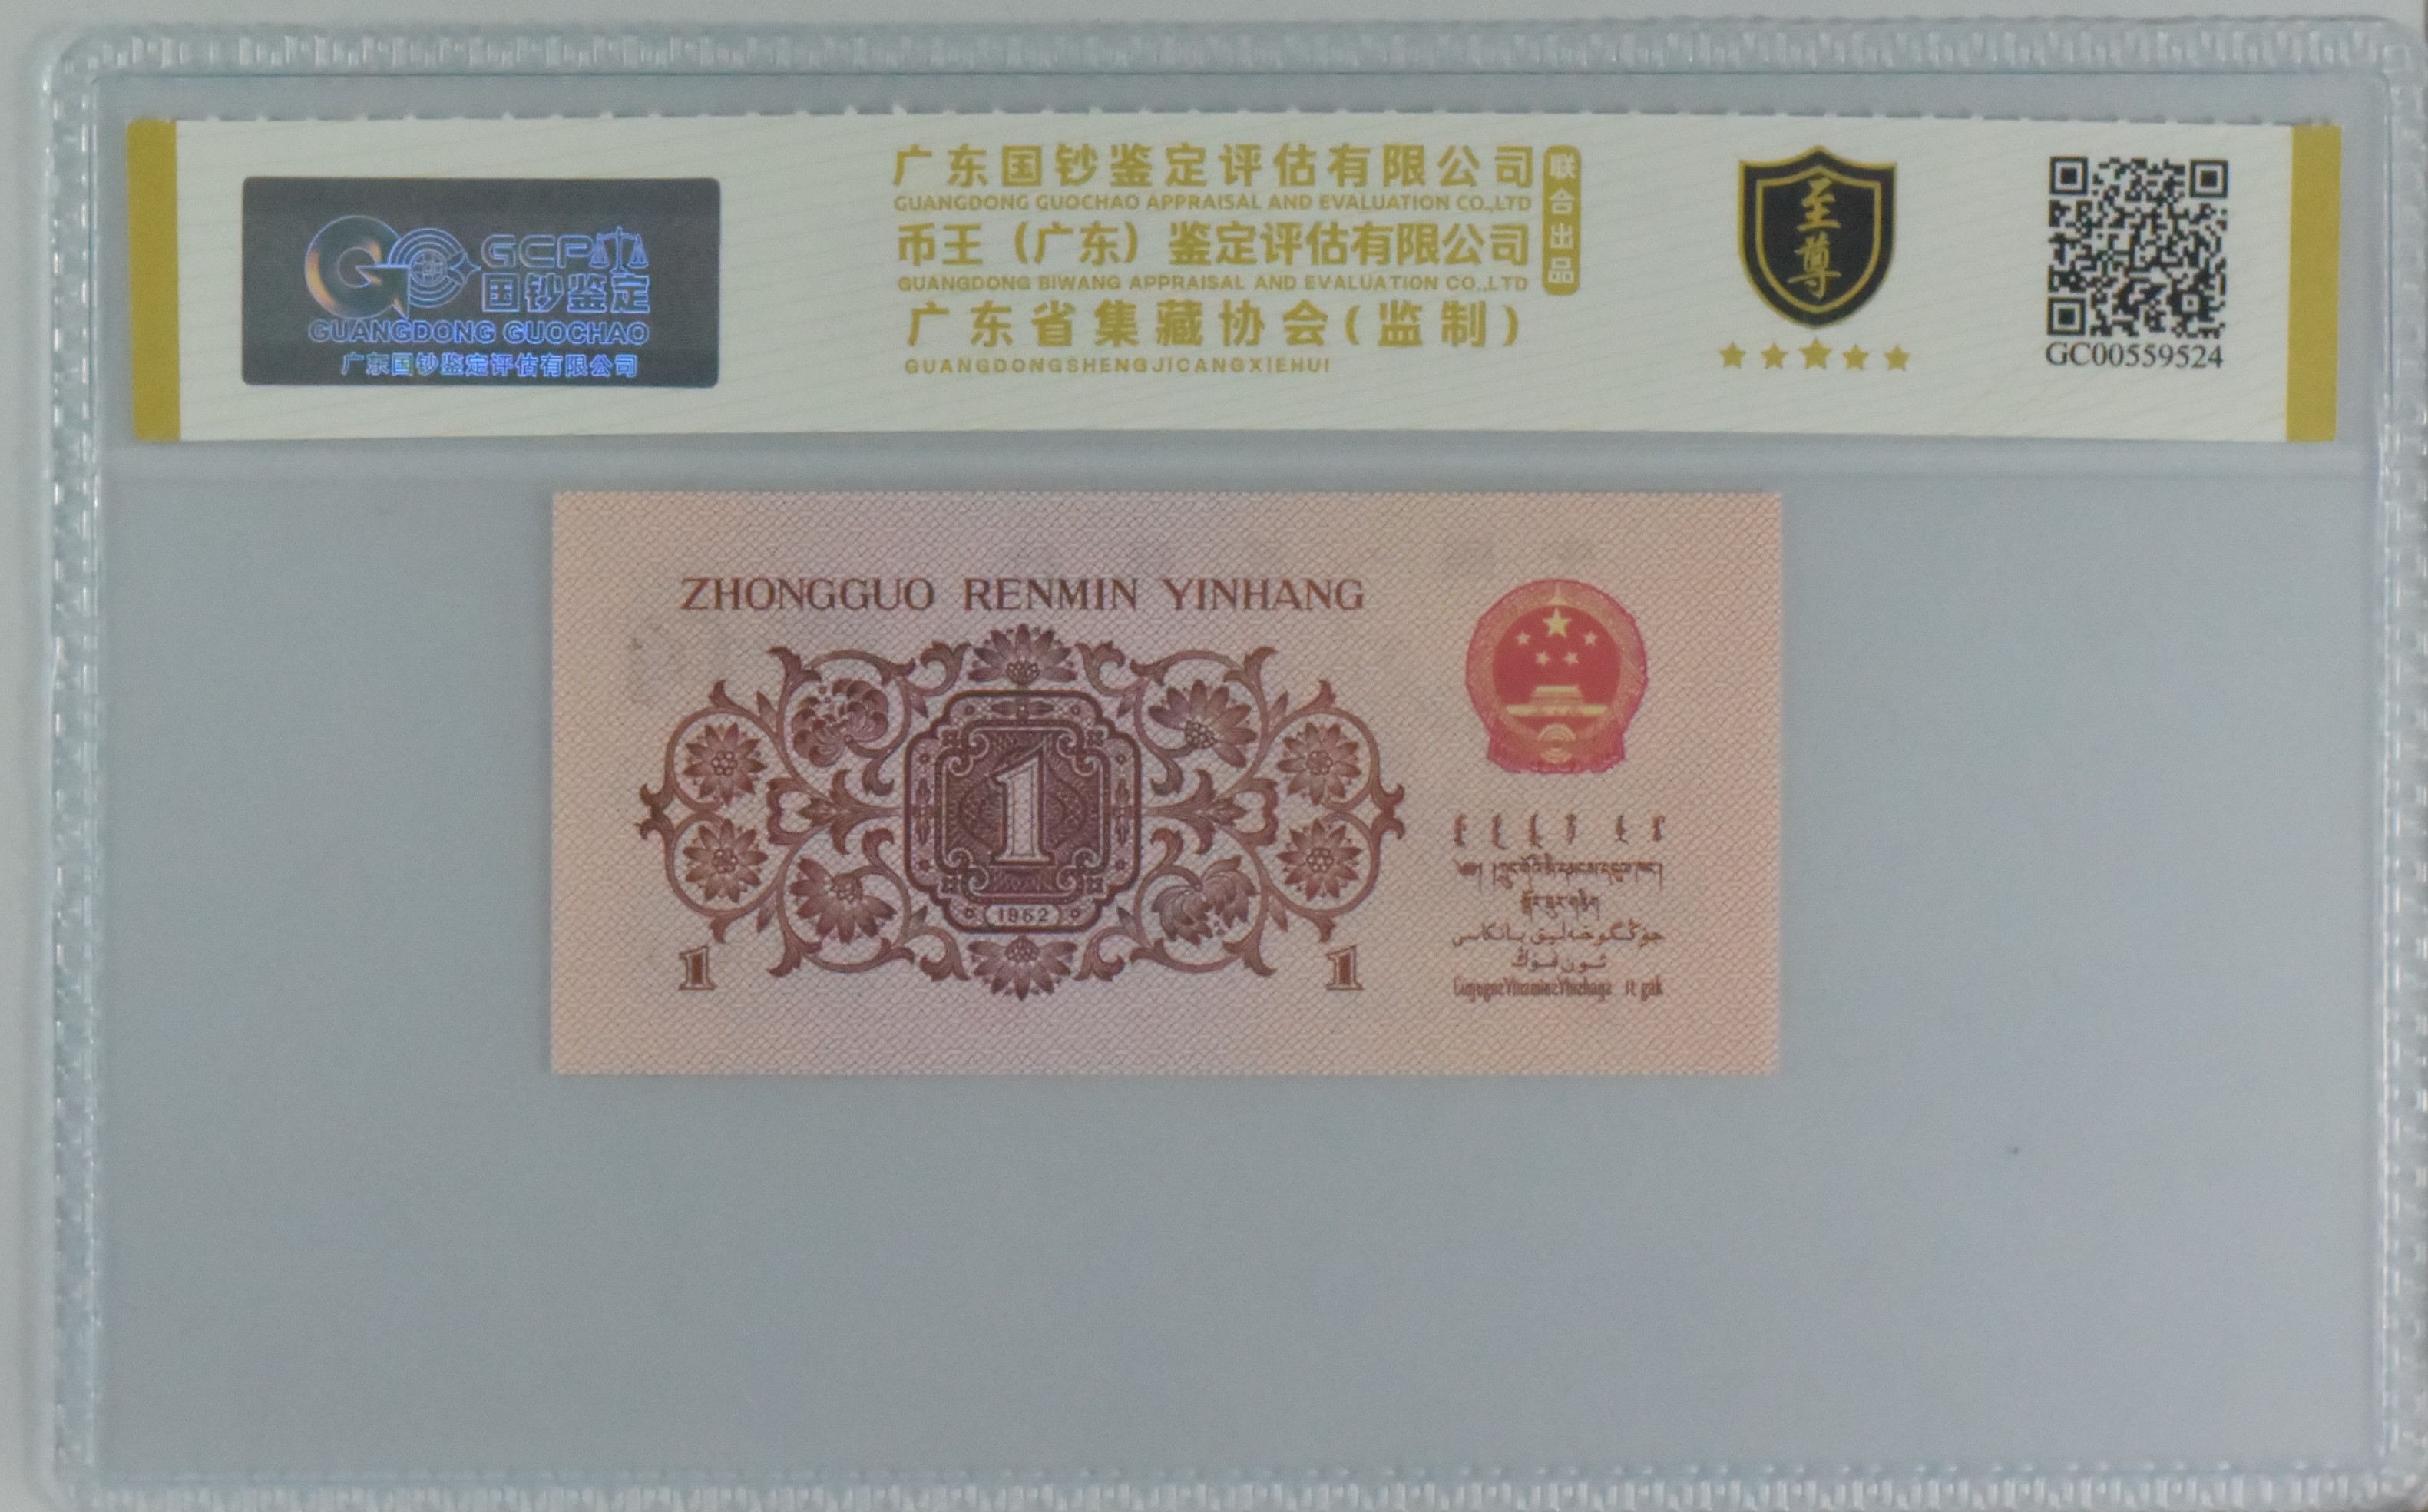 GCP
国钞鉴定
GUANGDONG GUOCHAO
广东国钞鉴定评估有限公司
广东国钞鉴定评估有限公司
GUANGDONG GUOCHAO APPRAISAL AND EVALUATION CO.,LTD
币王（广东）鉴定评估有限公司
GUANGDONG BIWANG APPRAISAL AND EVALUATION CO.,LTD
广东省集藏协会(监制)
GUANGDONGSHENGJICANGXIEHUI
联合出品
至尊
GC00559524
ZHONGGUO RENMIN YINHANG
1
1962
1
1